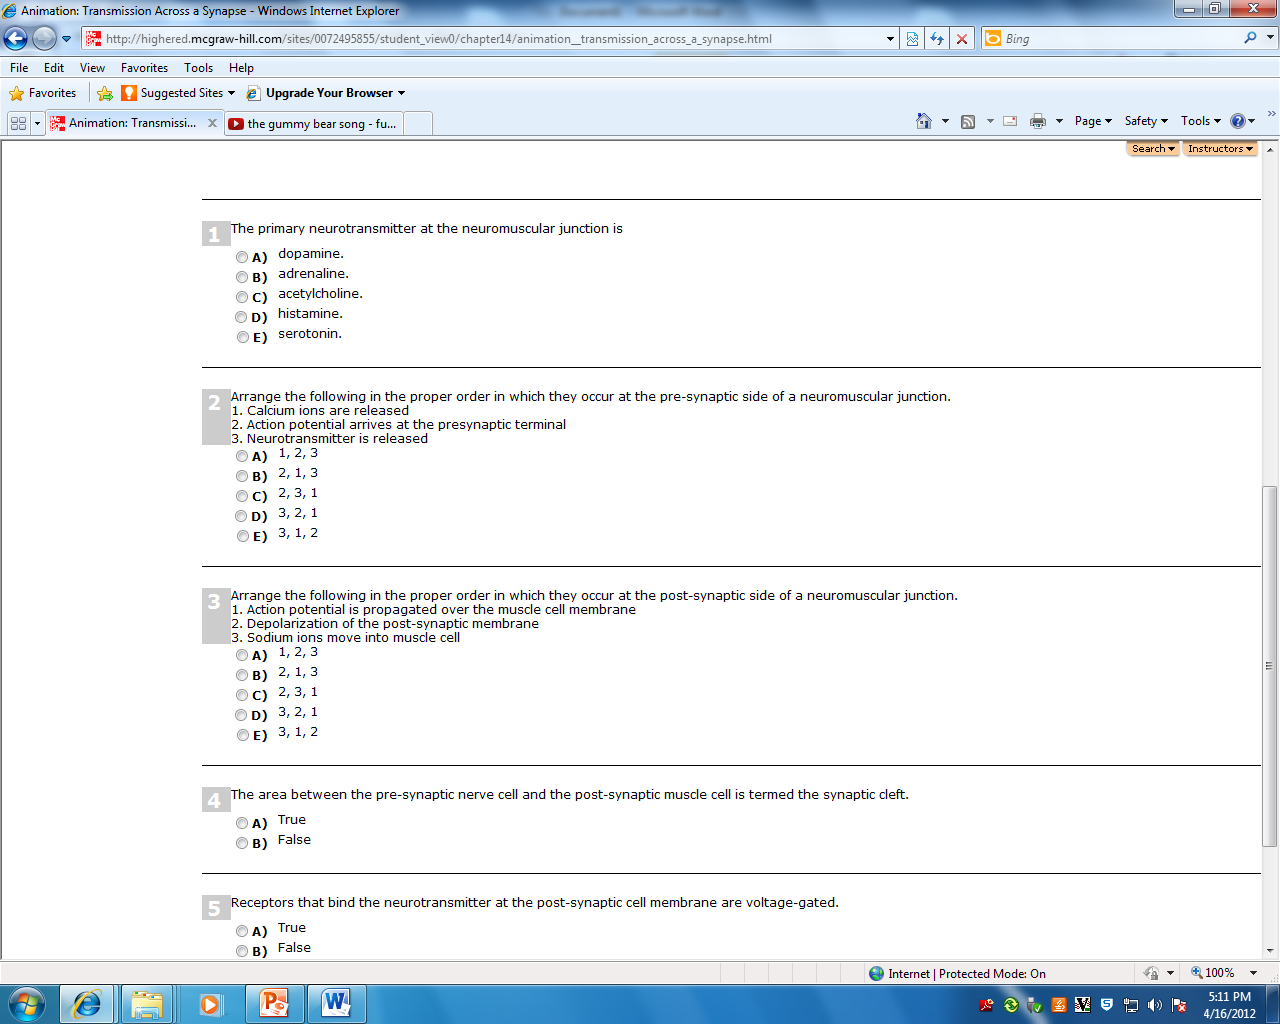 Animation: Transmission Across a Synapse - Windows Internet Explorer
http://highered.mcgraw-hill.com/sites/0072495855/student_view0/chapter14/animation__transmission_across_a_synapse.html
Bing
File Edit View Favorites Tools Help
Favorites Suggested Sites Upgrade Your Browser
Animation: Transmissi... X the gummy bear song - fu... Page Safety Tools
Search Instructors
1 The primary neurotransmitter at the neuromuscular junction is
A) dopamine.
B) adrenaline.
C) acetylcholine.
D) histamine.
E) serotonin.
2 Arrange the following in the proper order in which they occur at the pre-synaptic side of a neuromuscular junction.
1. Calcium ions are released
2. Action potential arrives at the presynaptic terminal
3. Neurotransmitter is released
A) 1, 2, 3
B) 2, 1, 3
C) 2, 3, 1
D) 3, 2, 1
E) 3, 1, 2
3 Arrange the following in the proper order in which they occur at the post-synaptic side of a neuromuscular junction.
1. Action potential is propagated over the muscle cell membrane
2. Depolarization of the post-synaptic membrane
3. Sodium ions move into muscle cell
A) 1, 2, 3
B) 2, 1, 3
C) 2, 3, 1
D) 3, 2, 1
E) 3, 1, 2
4 The area between the pre-synaptic nerve cell and the post-synaptic muscle cell is termed the synaptic cleft.
A) True
B) False
5 Receptors that bind the neurotransmitter at the post-synaptic cell membrane are voltage-gated.
A) True
B) False
Internet | Protected Mode: On 100%
5:11 PM
4/16/2012